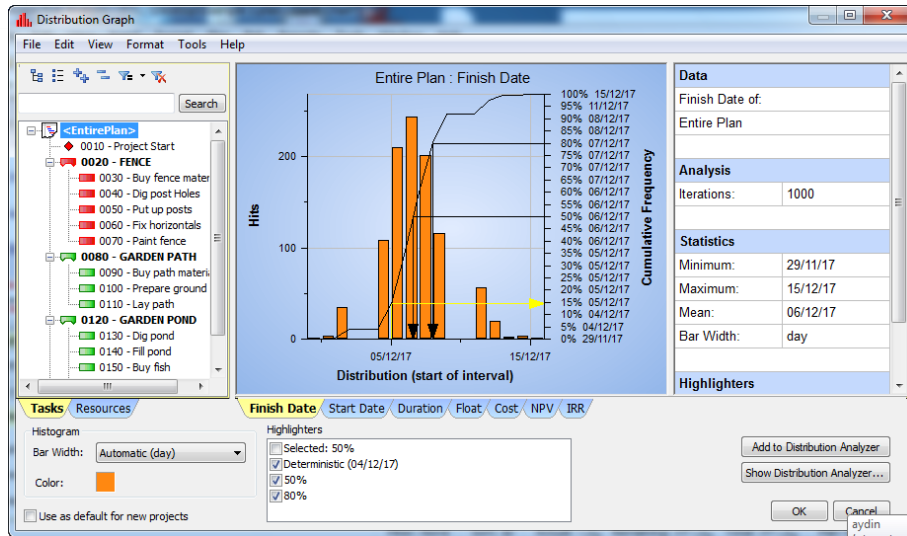 Distribution Graph
File Edit View Format Tools Help
Search
<EntirePlan>
0010 - Project Start
0020 - FENCE
0030 - Buy fence mater
0040 - Dig post Holes
0050 - Put up posts
0060 - Fix horizontals
0070 - Paint fence
0080 - GARDEN PATH
0090 - Buy path materi
0100 - Prepare ground
0110 - Lay path
0120 - GARDEN POND
0130 - Dig pond
0140 - Fill pond
0150 - Buy fish
Tasks Resources
Entire Plan : Finish Date
Hits
200
100
0
05/12/17 15/12/17
Distribution (start of interval)
100% 15/12/17
95% 11/12/17
90% 08/12/17
85% 08/12/17
80% 07/12/17
75% 07/12/17
70% 07/12/17
65% 07/12/17
60% 06/12/17
55% 06/12/17
50% 06/12/17
45% 06/12/17
40% 06/12/17
35% 05/12/17
30% 05/12/17
25% 05/12/17
20% 05/12/17
15% 05/12/17
10% 04/12/17
5% 04/12/17
0% 29/11/17
Cumulative Frequency
Data
Finish Date of:
Entire Plan
Analysis
Iterations: 1000
Statistics
Minimum: 29/11/17
Maximum: 15/12/17
Mean: 06/12/17
Bar Width: day
Highlighters
Finish Date Start Date Duration Float Cost NPV IRR
Histogram
Bar Width: Automatic (day)
Color:
Use as default for new projects
Highlighters
Selected: 50%
Deterministic (04/12/17)
50%
80%
Add to Distribution Analyzer
Show Distribution Analyzer...
OK Cancel
aydin